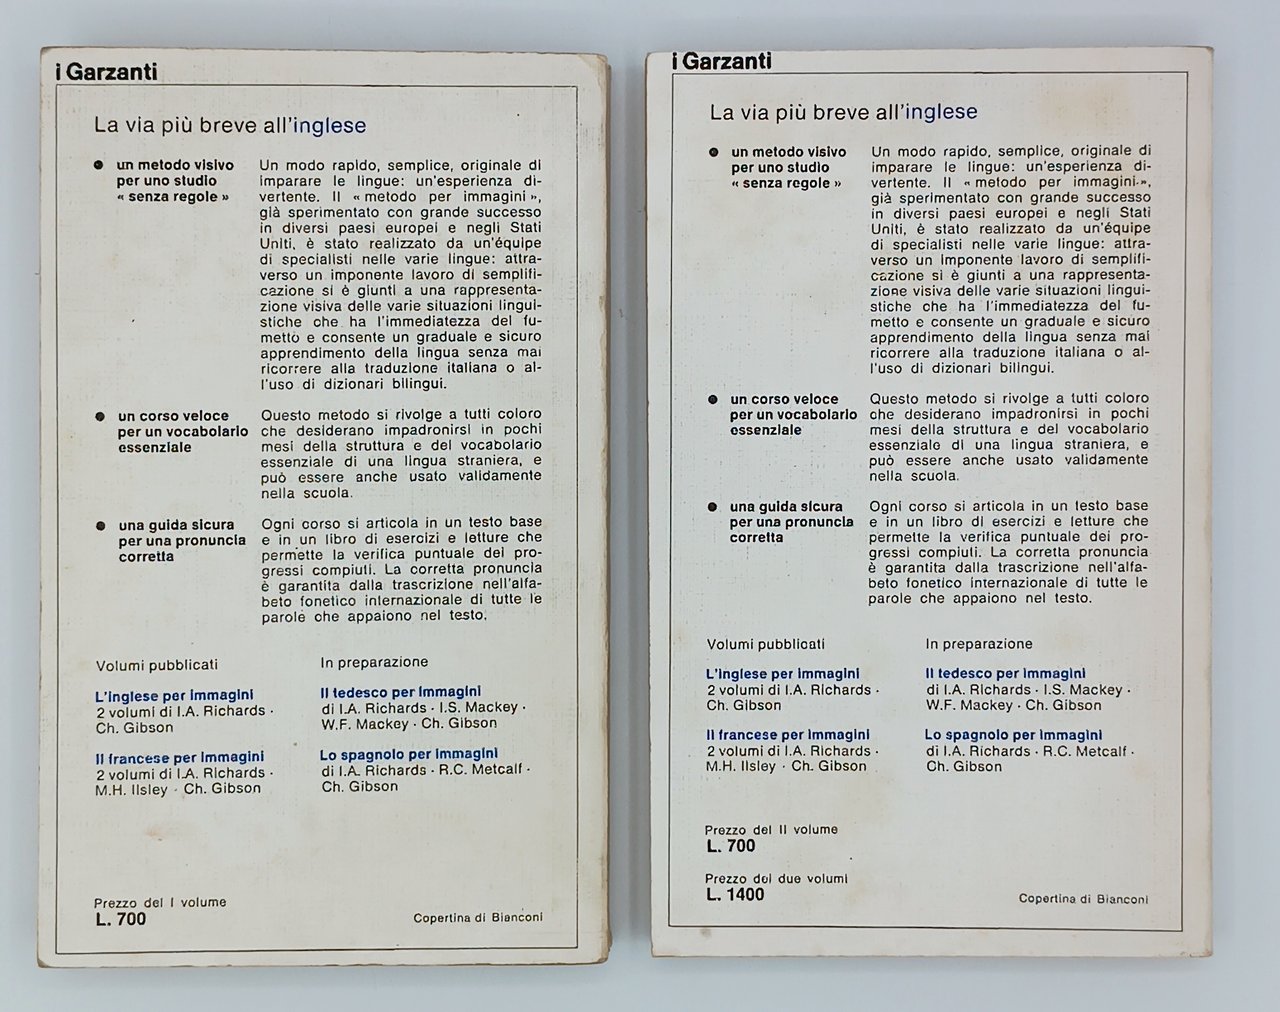 i Garzanti
La via più breve all'inglese
un metodo visivo
per uno studio
« senza regole »
Un modo rapido, semplice, originale di
imparare le lingue: un'esperienza di-
vertente. Il « metodo per immagini »,
già sperimentato con grande successo
in diversi paesi europei e negli Stati
Uniti, è stato realizzato da un'équipe
di specialisti nelle varie lingue: attra-
verso un imponente lavoro di semplifi-
cazione si è giunti a una rappresenta-
zione visiva delle varie situazioni lingui-
stiche che ha l'immediatezza del fu-
metto e consente un graduale e sicuro
apprendimento della lingua senza mai
ricorrere alla traduzione italiana o al-
l'uso di dizionari bilingui.
un corso veloce
per un vocabolario
essenziale
Questo metodo si rivolge a tutti coloro
che desiderano impadronirsi in pochi
mesi della struttura e del vocabolario
essenziale di una lingua straniera, e
può essere anche usato validamente
nella scuola.
una guida sicura
per una pronuncia
corretta
Ogni corso si articola in un testo base
e in un libro di esercizi e letture che
permette la verifica puntuale dei pro-
gressi compiuti. La corretta pronuncia
è garantita dalla trascrizione nell'alfa-
beto fonetico internazionale di tutte le
parole che appaiono nel testo.
Volumi pubblicati
L'inglese per immagini
2 volumi di I.A. Richards ·
Ch. Gibson
Il francese per immagini
2 volumi di I.A. Richards ·
M.H. Ilsley · Ch. Gibson
In preparazione
Il tedesco per immagini
di I.A. Richards · I.S. Mackey ·
W.F. Mackey · Ch. Gibson
Lo spagnolo per immagini
di I.A. Richards · R.C. Metcalf ·
Ch. Gibson
Prezzo del I volume
L. 700
Copertina di Bianconi
i Garzanti
La via più breve all'inglese
un metodo visivo
per uno studio
« senza regole »
Un modo rapido, semplice, originale di
imparare le lingue: un'esperienza di-
vertente. Il « metodo per immagini »,
già sperimentato con grande successo
in diversi paesi europei e negli Stati
Uniti, è stato realizzato da un'équipe
di specialisti nelle varie lingue: attra-
verso un imponente lavoro di semplifi-
cazione si è giunti a una rappresenta-
zione visiva delle varie situazioni lingui-
stiche che ha l'immediatezza del fu-
metto e consente un graduale e sicuro
apprendimento della lingua senza mai
ricorrere alla traduzione italiana o al-
l'uso di dizionari bilingui.
un corso veloce
per un vocabolario
essenziale
Questo metodo si rivolge a tutti coloro
che desiderano impadronirsi in pochi
mesi della struttura e del vocabolario
essenziale di una lingua straniera, e
può essere anche usato validamente
nella scuola.
una guida sicura
per una pronuncia
corretta
Ogni corso si articola in un testo base
e in un libro di esercizi e letture che
permette la verifica puntuale dei pro-
gressi compiuti. La corretta pronuncia
è garantita dalla trascrizione nell'alfa-
beto fonetico internazionale di tutte le
parole che appaiono nel testo.
Volumi pubblicati
L'inglese per immagini
2 volumi di I.A. Richards ·
Ch. Gibson
Il francese per immagini
2 volumi di I.A. Richards ·
M.H. Ilsley · Ch. Gibson
In preparazione
Il tedesco per immagini
di I.A. Richards · I.S. Mackey ·
W.F. Mackey · Ch. Gibson
Lo spagnolo per immagini
di I.A. Richards · R.C. Metcalf ·
Ch. Gibson
Prezzo del II volume
L. 700
Prezzo dei due volumi
L. 1400
Copertina di Bianconi